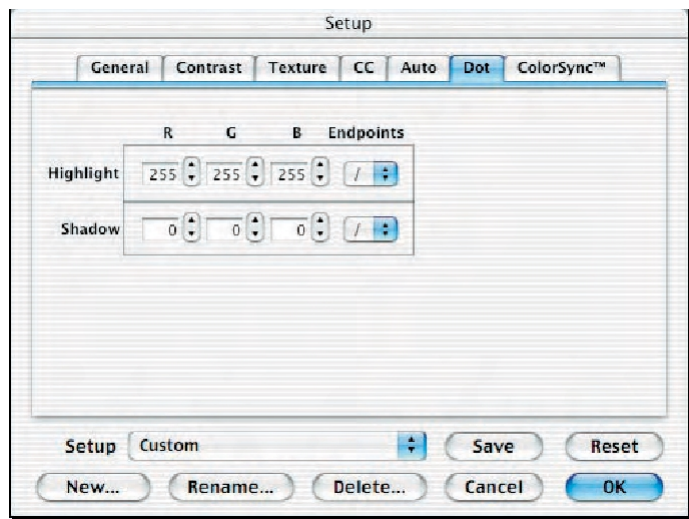 Setup
General Contrast Texture CC Auto Dot ColorSync™
R G B Endpoints
Highlight 255 255 255 /
Shadow 0 0 0 /
Setup Custom Save Reset
New... Rename... Delete... Cancel OK